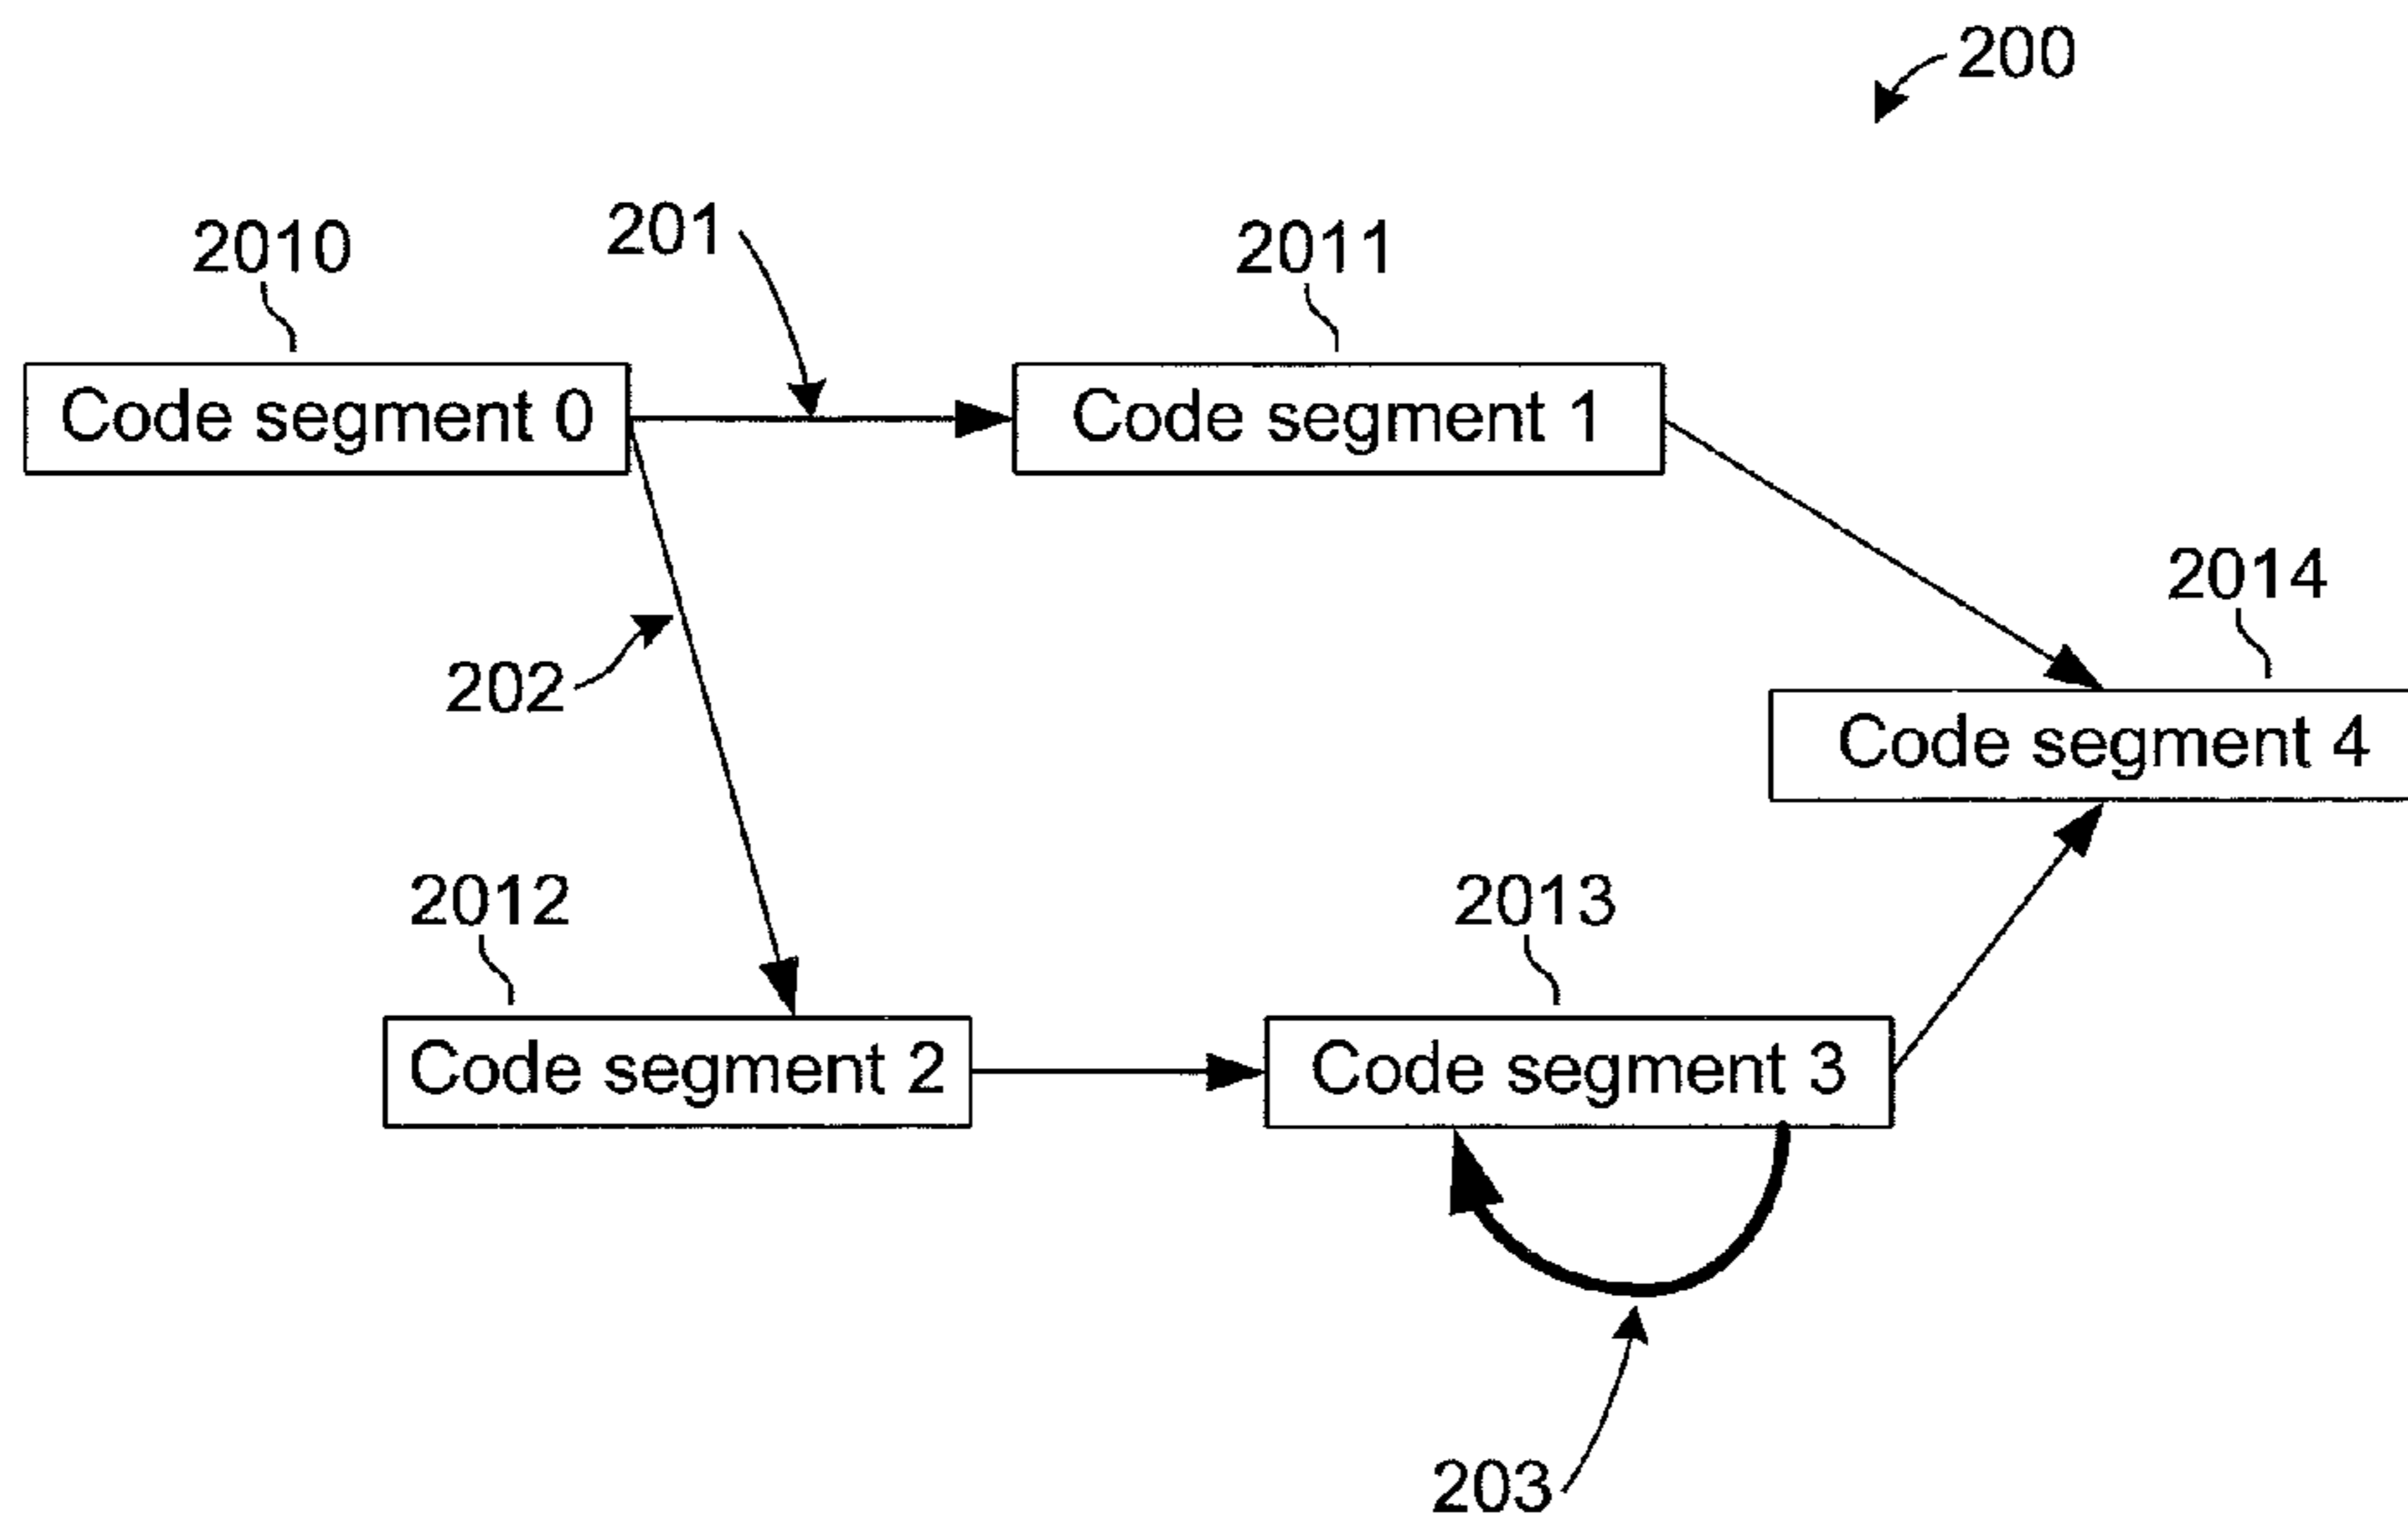 200
2010
201
2011
Code segment 0
Code segment 1
2014
202
Code segment 4
2012
2013
Code segment 2
Code segment 3
203